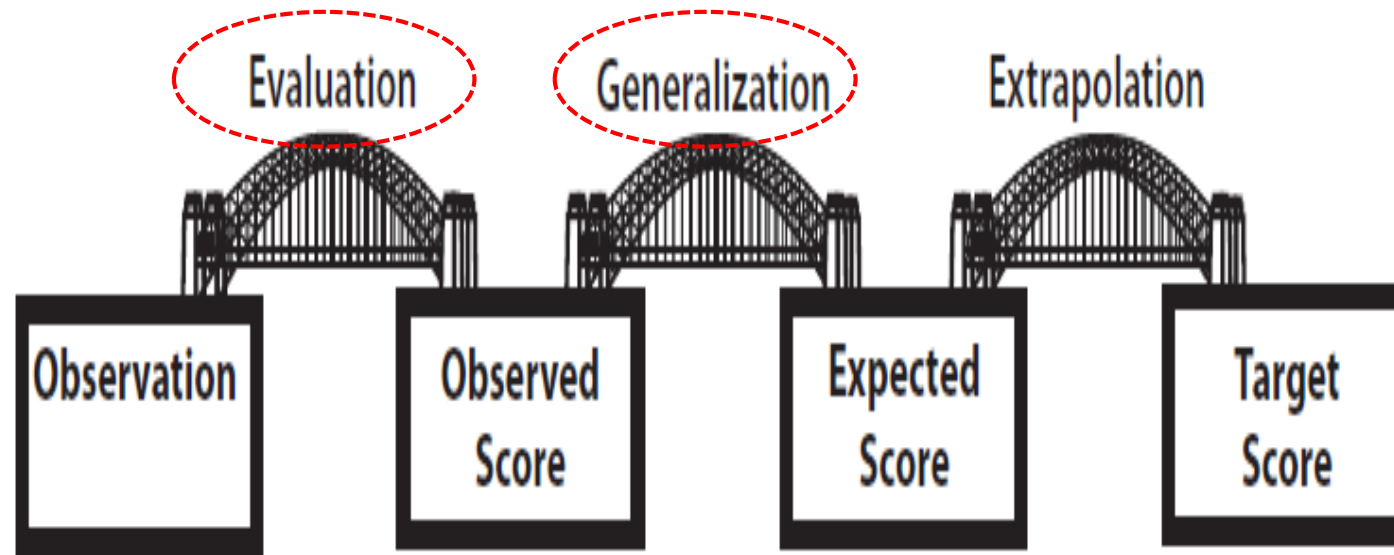 Evaluation
Generalization
Extrapolation
Observation
Observed
Score
Expected
Score
Target
Score